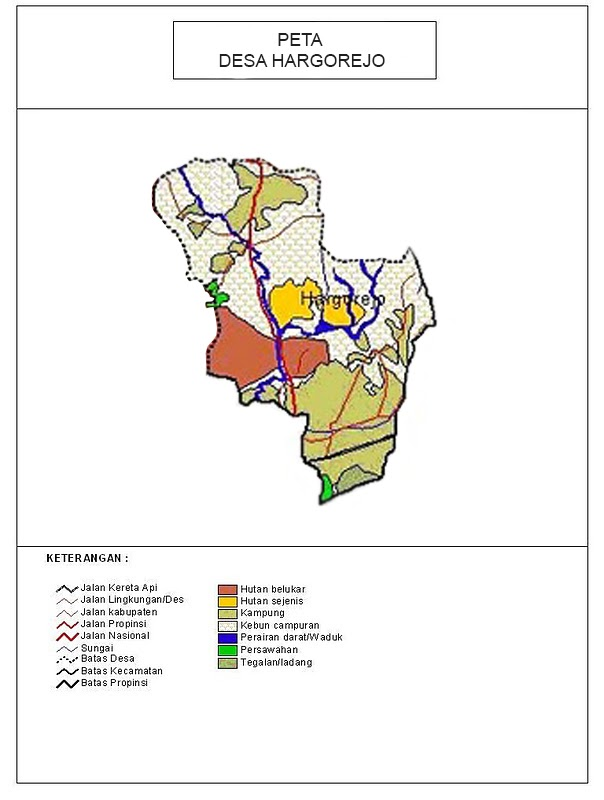 PETA
DESA HARGOREJO
Hargorejo
KETERANGAN :
Jalan Kereta Api
Jalan Lingkungan/Des
Jalan kabupaten
Jalan Propinsi
Jalan Nasional
Sungai
Batas Desa
Batas Kecamatan
Batas Propinsi
Hutan belukar
Hutan sejenis
Kampung
Kebun campuran
Perairan darat/Waduk
Persawahan
Tegalan/ladang